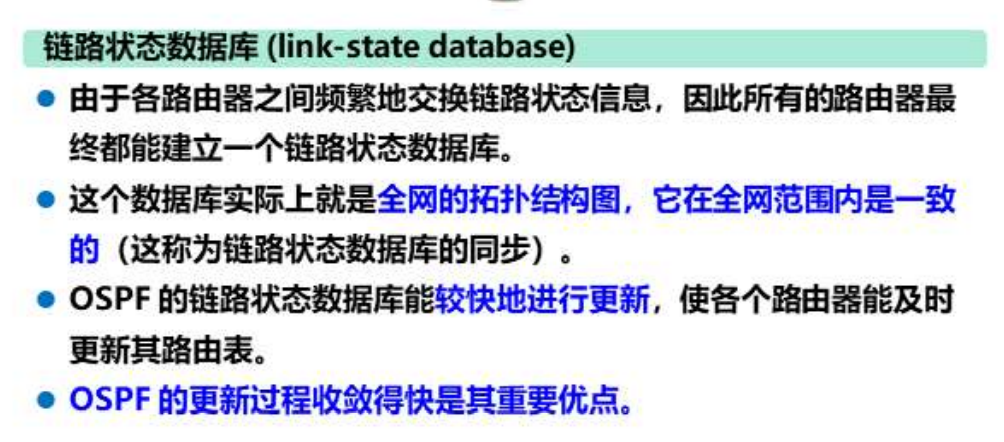 链路状态数据库 (link-state database)
由于各路由器之间频繁地交换链路状态信息，因此所有的路由器最
终都能建立一个链路状态数据库。
这个数据库实际上就是全网的拓扑结构图，它在全网范围内是一致
的（这称为链路状态数据库的同步）。
OSPF 的链路状态数据库能较快地进行更新，使各个路由器能及时
更新其路由表。
OSPF 的更新过程收敛得快是其重要优点。